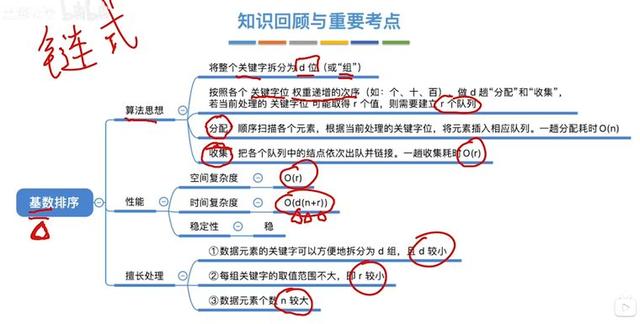 知识回顾与重要考点
链式
基数排序
算法思想
将整个关键字拆分为 d 位（或“组”）
按照各个 关键字位 权重递增的次序（如：个、十、百），做 d 趟“分配”和“收集”，
若当前处理的 关键字位 可能取得 r 个值，则需要建立 r 个队列
分配：顺序扫描各个元素，根据当前处理的关键字位，将元素插入相应队列。一趟分配耗时 O(n)
收集：把各个队列中的结点依次出队并链接。一趟收集耗时 O(r)
性能
空间复杂度
O(r)
时间复杂度
O(d(n+r))
稳定性
稳
擅长处理
①数据元素的关键字可以方便地拆分为 d 组，且 d 较小
②每组关键字的取值范围不大，即 r 较小
③数据元素个数 n 较大